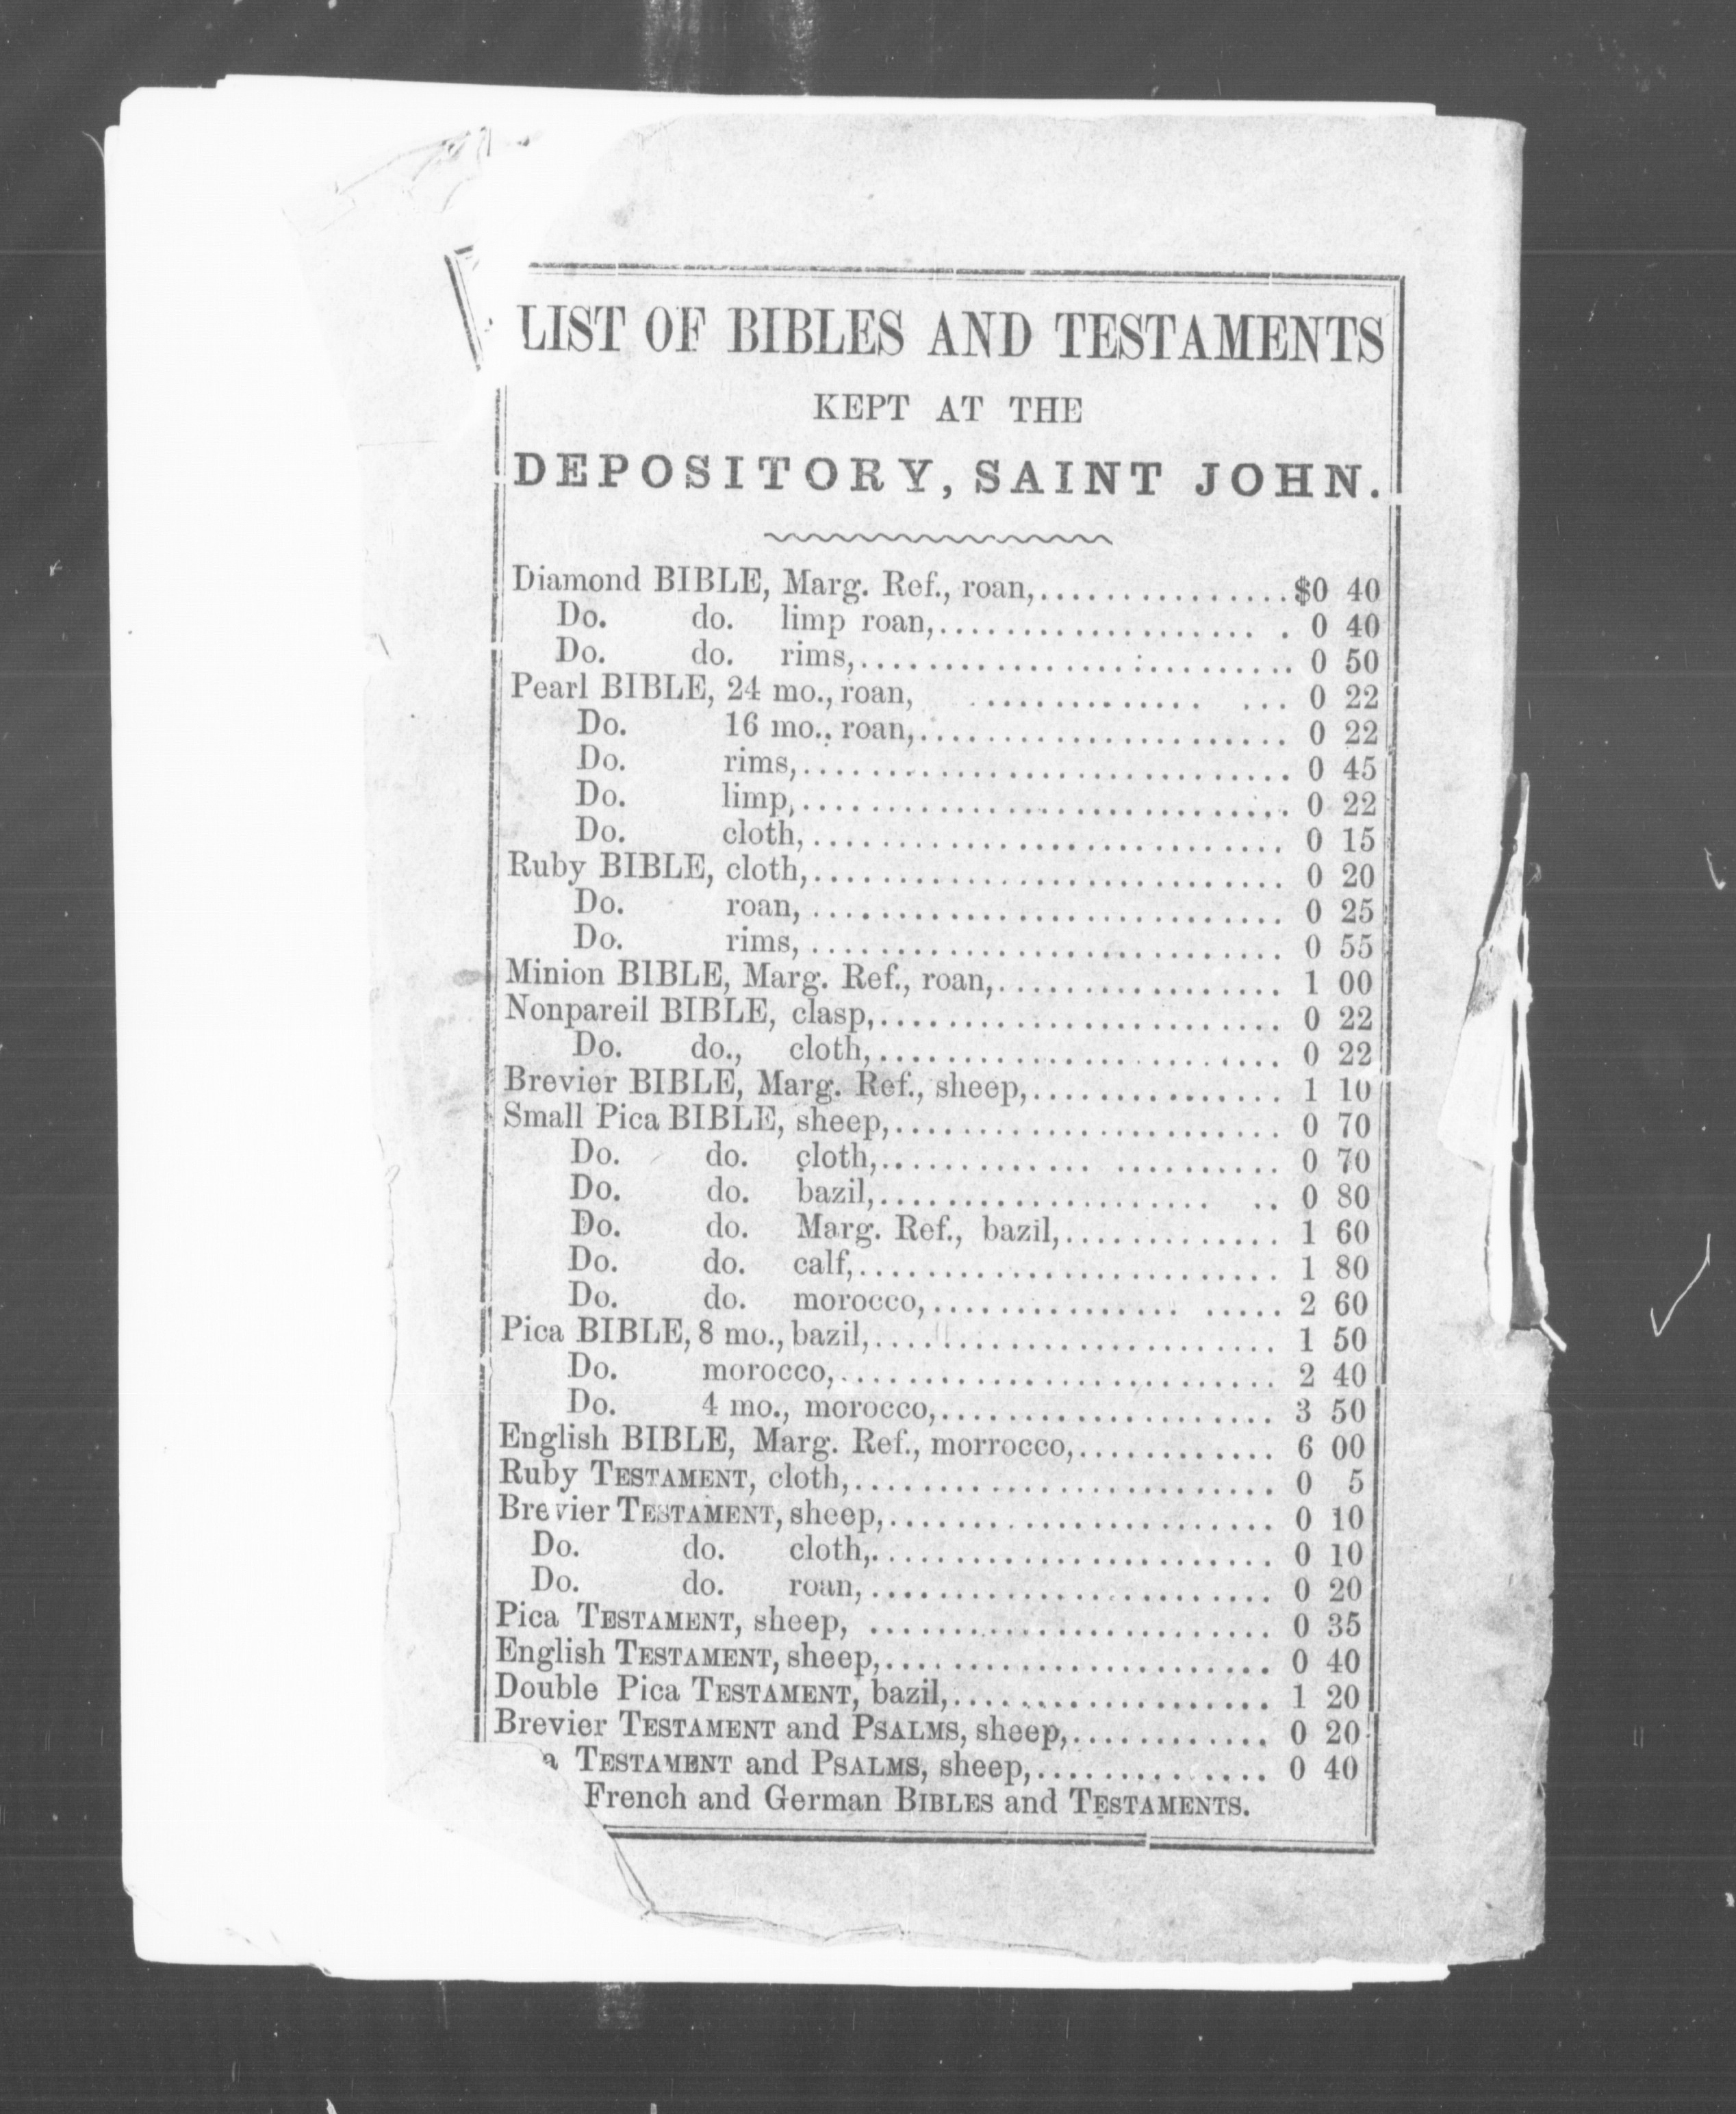 LIST OF BIBLES AND TESTAMENTS
KEPT AT THE
DEPOSITORY, SAINT JOHN.
Diamond BIBLE, Marg. Ref., roan,................$0 40
Do. do. limp roan,.................... 0 40
Do. do. rims,.......................... 0 50
Pearl BIBLE, 24 mo., roan, ................. 0 22
Do. 16 mo., roan,...................... 0 22
Do. rims,............................. 0 45
Do. limp,............................. 0 22
Do. cloth,............................ 0 15
Ruby BIBLE, cloth,............................ 0 20
Do. roan,............................ 0 25
Do. rims,............................ 0 55
Minion BIBLE, Marg. Ref., roan,................. 1 00
Nonpareil BIBLE, clasp,........................ 0 22
Do. do., cloth,........................ 0 22
Brevier BIBLE, Marg. Ref., sheep,............... 1 10
Small Pica BIBLE, sheep,....................... 0 70
Do. do. cloth,....................... 0 70
Do. do. bazil,...................... 0 80
Do. do. Marg. Ref., bazil,............. 1 60
Do. do. calf,......................... 1 80
Do. do. morocco,.................... 2 60
Pica BIBLE, 8 mo., bazil,........................ 1 50
Do. morocco,.......................... 2 40
Do. 4 mo., morocco,.................... 3 50
English BIBLE, Marg. Ref., morrocco,............ 6 00
Ruby TESTAMENT, cloth,......................... 0 5
Brevier TESTAMENT, sheep,....................... 0 10
Do. do. cloth,........................ 0 10
Do. do. roan,........................ 0 20
Pica TESTAMENT, sheep, ........................ 0 35
English TESTAMENT, sheep,....................... 0 40
Double Pica TESTAMENT, bazil,................... 1 20
Brevier TESTAMENT and PSALMS, sheep,............ 0 20
a TESTAMENT and PSALMS, sheep,.............. 0 40
French and German BIBLES and TESTAMENTS.